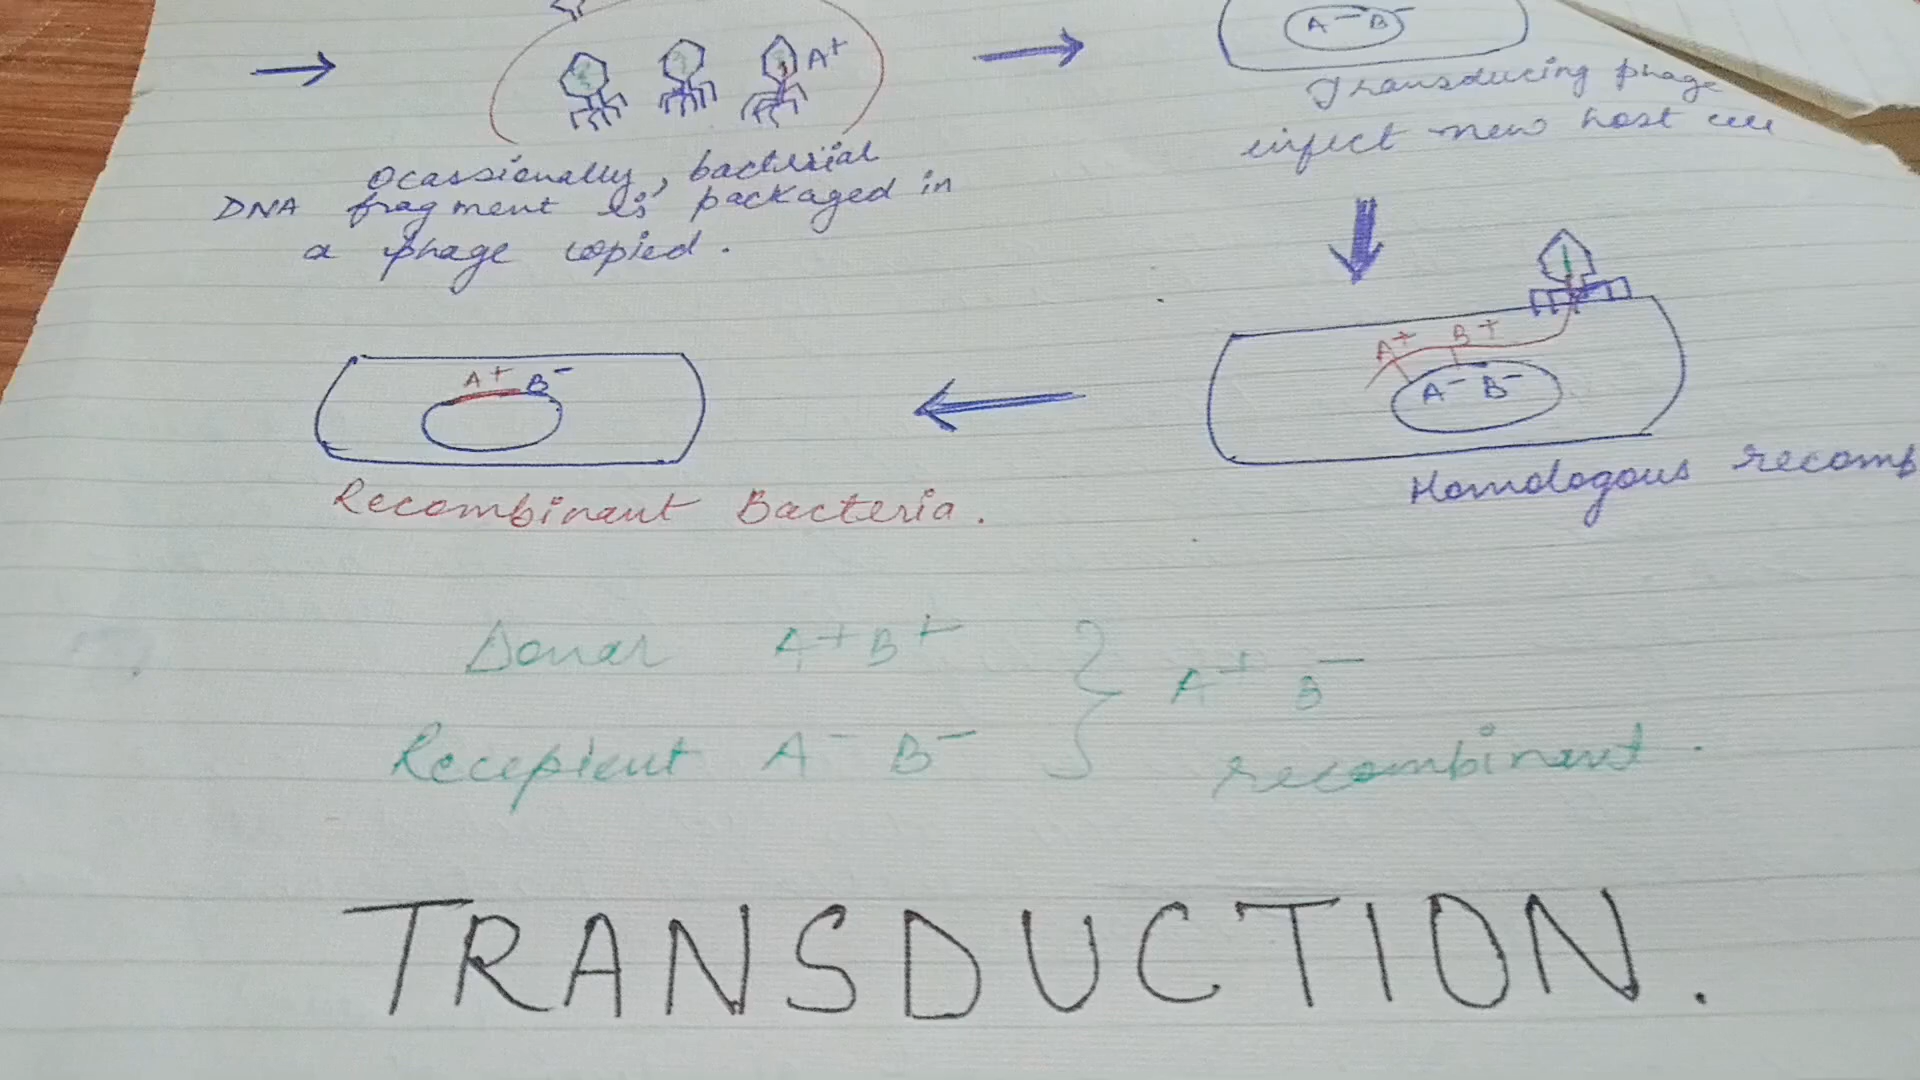 A+
A- B-
Transducing phage
infect new host cell
Ocassionally, bacterial
DNA fragment is packaged in
a phage copied.
A+ B+
A- B-
Homologous recomb
A+ B-
Recombinant Bacteria.
Donar A+ B+
A+ B-
Recepient A- B-
recombinant.
TRANSDUCTION.